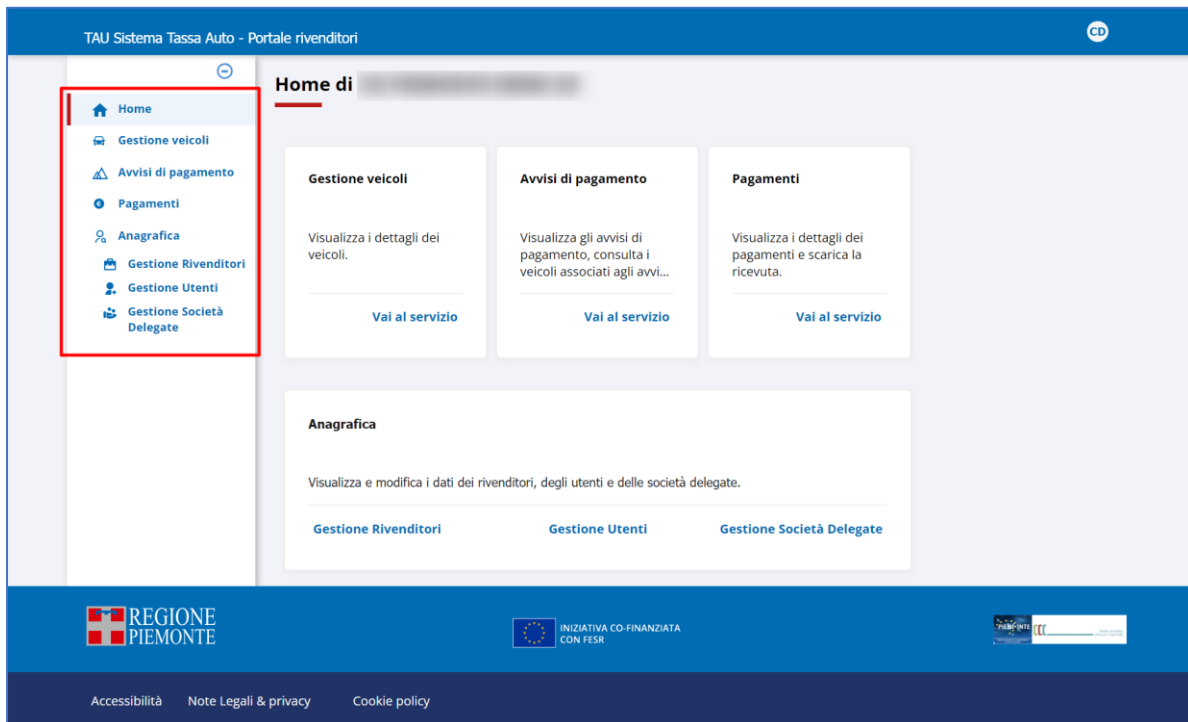 TAU Sistema Tassa Auto - Portale rivenditori
CD
Home
Gestione veicoli
Avvisi di pagamento
Pagamenti
Anagrafica
Gestione Rivenditori
Gestione Utenti
Gestione Società
Delegate
Home di
Gestione veicoli
Visualizza i dettagli dei
veicoli.
Vai al servizio
Avvisi di pagamento
Visualizza gli avvisi di
pagamento, consulta i
veicoli associati agli avvi...
Vai al servizio
Pagamenti
Visualizza i dettagli dei
pagamenti e scarica la
ricevuta.
Vai al servizio
Anagrafica
Visualizza e modifica i dati dei rivenditori, degli utenti e delle società delegate.
Gestione Rivenditori
Gestione Utenti
Gestione Società Delegate
REGIONE
PIEMONTE
INIZIATIVA CO-FINANZIATA
CON FESR
Accessibilità
Note Legali & privacy
Cookie policy